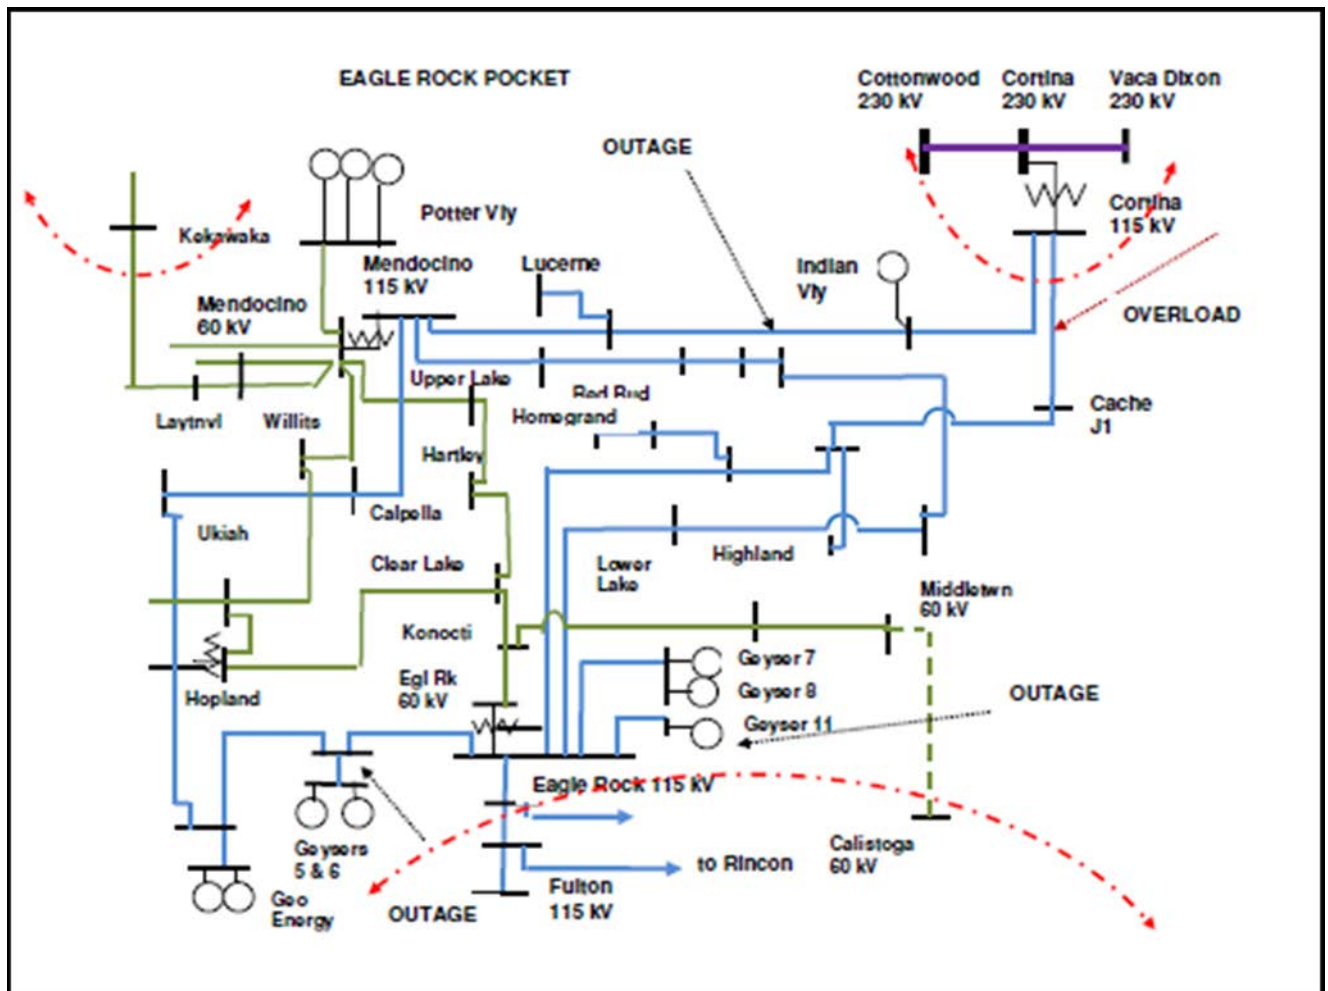 EAGLE ROCK POCKET
Cottonwood
230 kV
Cortina
230 kV
Vaca Dixon
230 kV
OUTAGE
Potter Vly
Cortina
115 kV
Kekawaka
Mendocino
115 kV
Lucerne
Indian
Vly
Mendocino
60 kV
OVERLOAD
Upper Lake
Red Bud
Homegrand
Cache
J1
Laytnvl
Willits
Hartley
Calpella
Ukiah
Highland
Clear Lake
Lower
Lake
Middletwn
60 kV
Konocti
Geyser 7
Egl Rk
60 kV
Geyser 8
OUTAGE
Hopland
Geyser 11
Eagle Rock 115 kV
Geysers
5 & 6
Calistoga
60 kV
to Rincon
Geo
Energy
OUTAGE
Fulton
115 kV